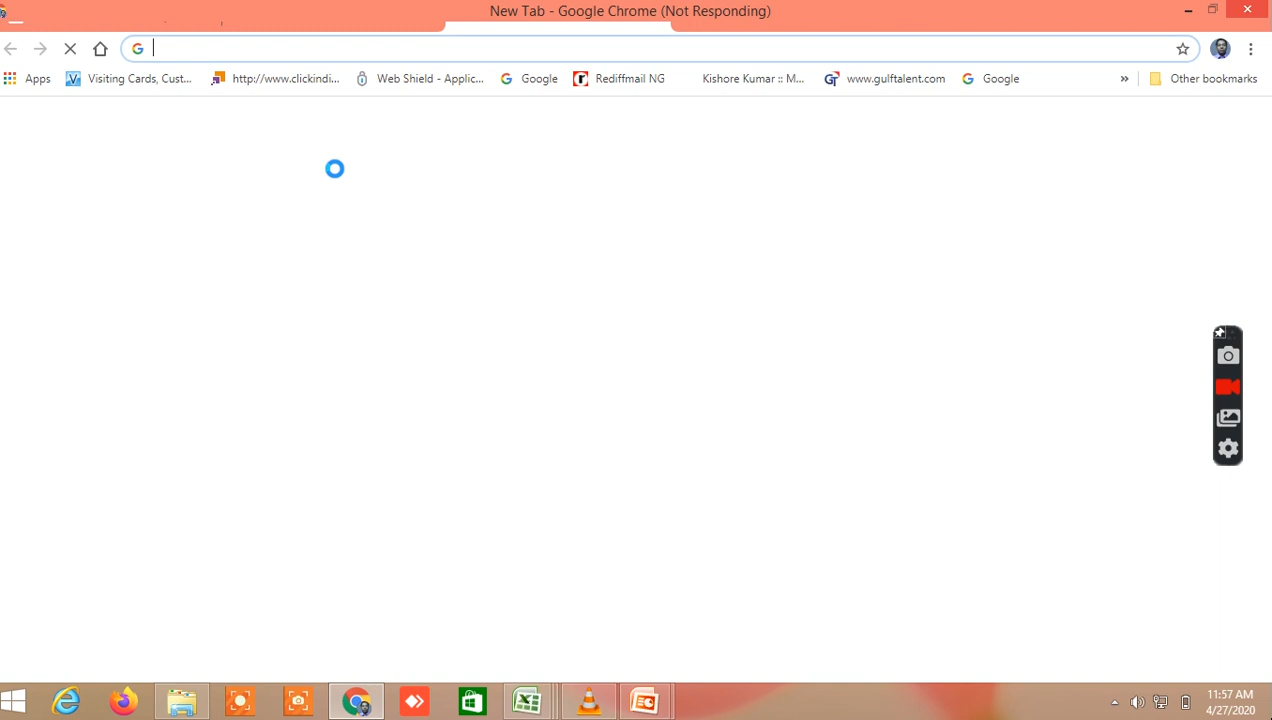 New Tab - Google Chrome (Not Responding)
Apps Visiting Cards, Cust... http://www.clickindi... Web Shield - Applic... Google Rediffmail NG Kishore Kumar :: M... www.gulftalent.com Google » Other bookmarks
11:57 AM
4/27/2020